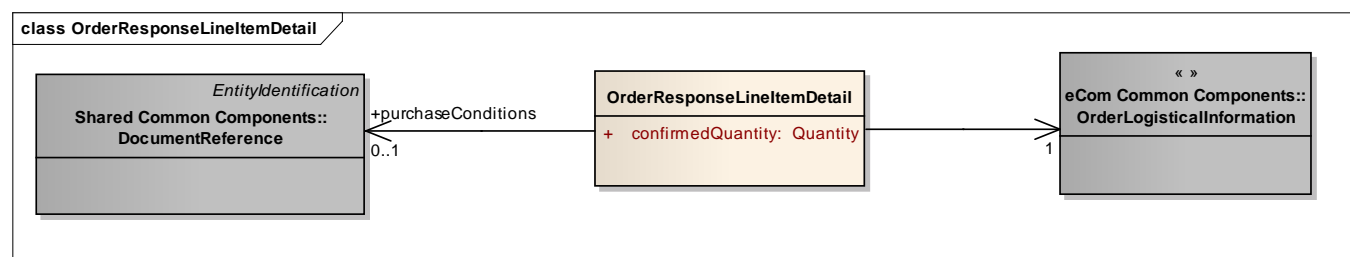 class OrderResponseLineItemDetail
EntityIdentification
Shared Common Components::
DocumentReference
+purchaseConditions
0..1
OrderResponseLineItemDetail
+ confirmedQuantity: Quantity
« »
eCom Common Components::
OrderLogisticalInformation
1